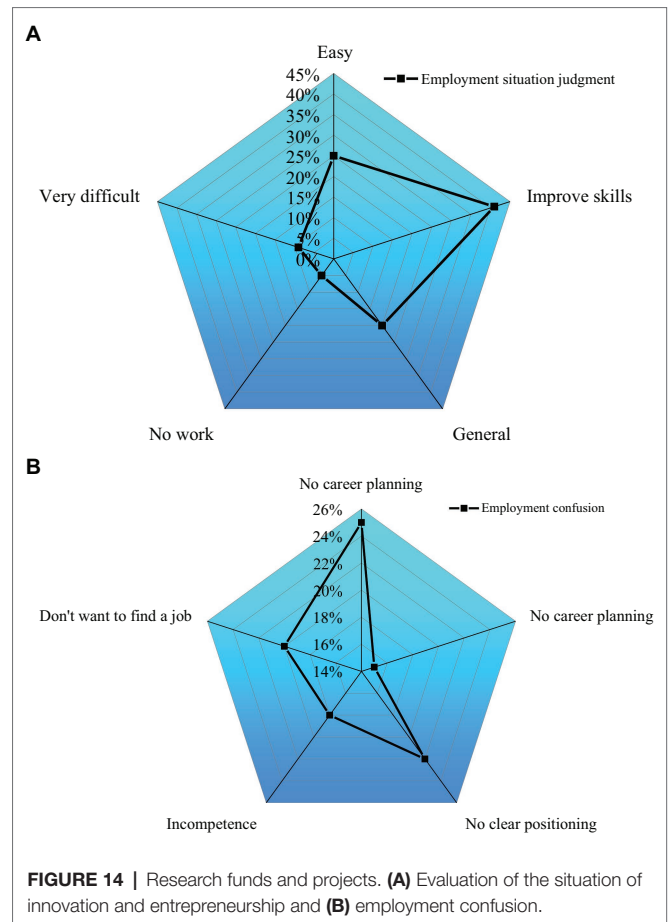 A
Easy
45%
Employment situation judgment
40%
35%
30%
25%
20%
15%
10%
5%
0%
Very difficult
Improve skills
No work
General
B
No career planning
26%
Employment confusion
24%
22%
20%
18%
16%
14%
Don't want to find a job
No career planning
Incompetence
No clear positioning
FIGURE 14 | Research funds and projects. (A) Evaluation of the situation of
innovation and entrepreneurship and (B) employment confusion.